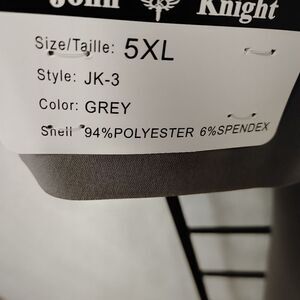 John Knight
Size/Taille: 5XL
Style: JK-3
Color: GREY
Shell 94%POLYESTER 6%SPENDEX